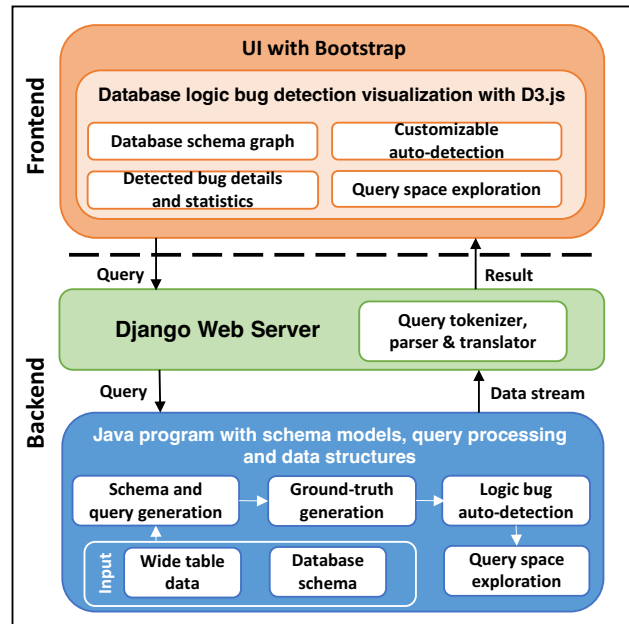 Frontend
UI with Bootstrap
Database logic bug detection visualization with D3.js
Database schema graph
Customizable
auto-detection
Detected bug details
and statistics
Query space exploration
Query
Result
Backend
Django Web Server
Query tokenizer,
parser & translator
Query
Data stream
Java program with schema models, query processing
and data structures
Schema and
query generation
Ground-truth
generation
Logic bug
auto-detection
Input
Wide table
data
Database
schema
Query space
exploration